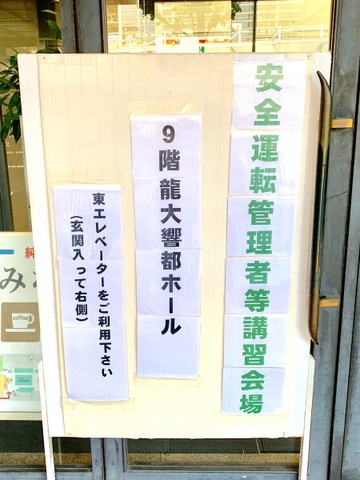 安全運転管理者等講習会場
9階龍大響都ホール
東エレベーターをご利用下さい
(玄関入って右側)
み
coffee